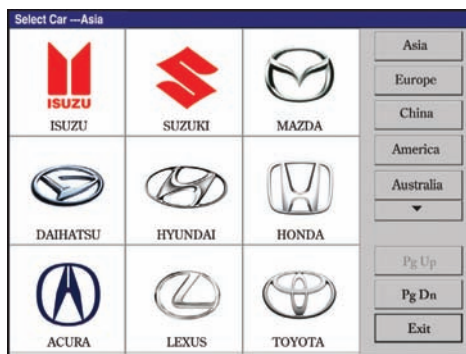 Select Car ---Asia
ISUZU
ISUZU
SUZUKI
MAZDA
DAIHATSU
HYUNDAI
HONDA
ACURA
LEXUS
TOYOTA
Asia
Europe
China
America
Australia
Pg Up
Pg Dn
Exit